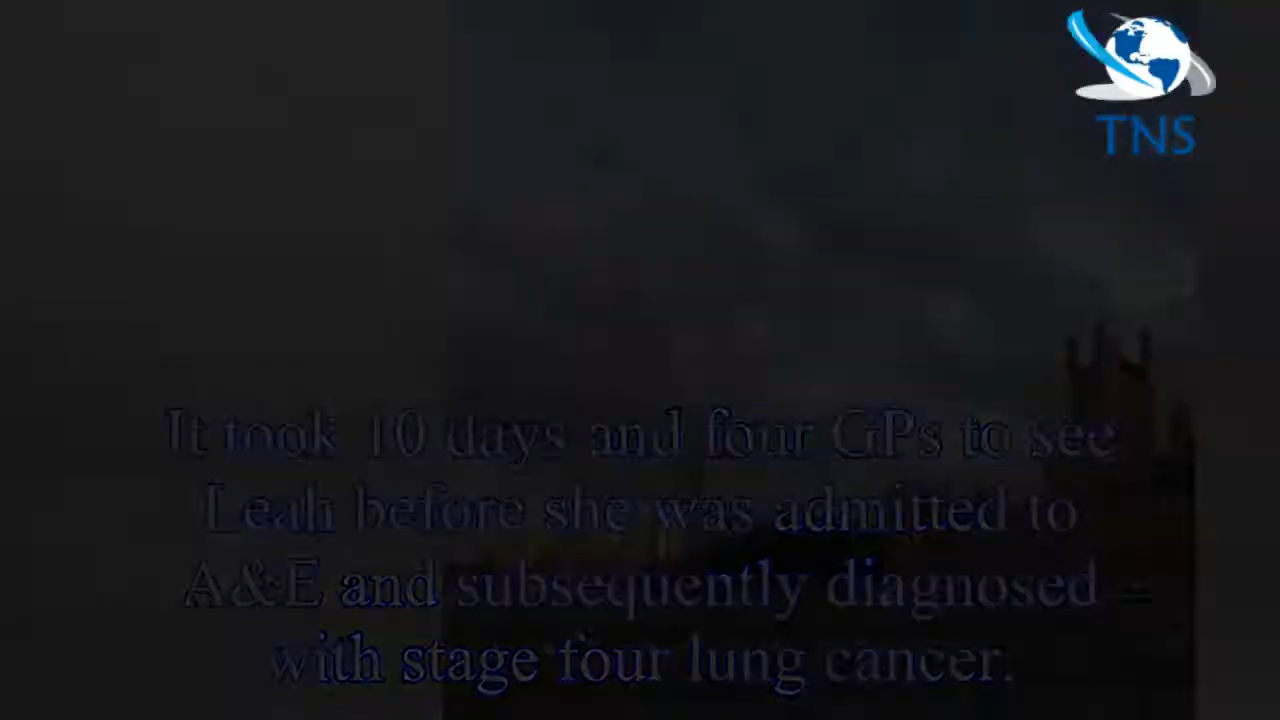 TNS
It took 10 days and four GPs to see
Leah before she was admitted to
A&E and subsequently diagnosed
with stage four lung cancer.